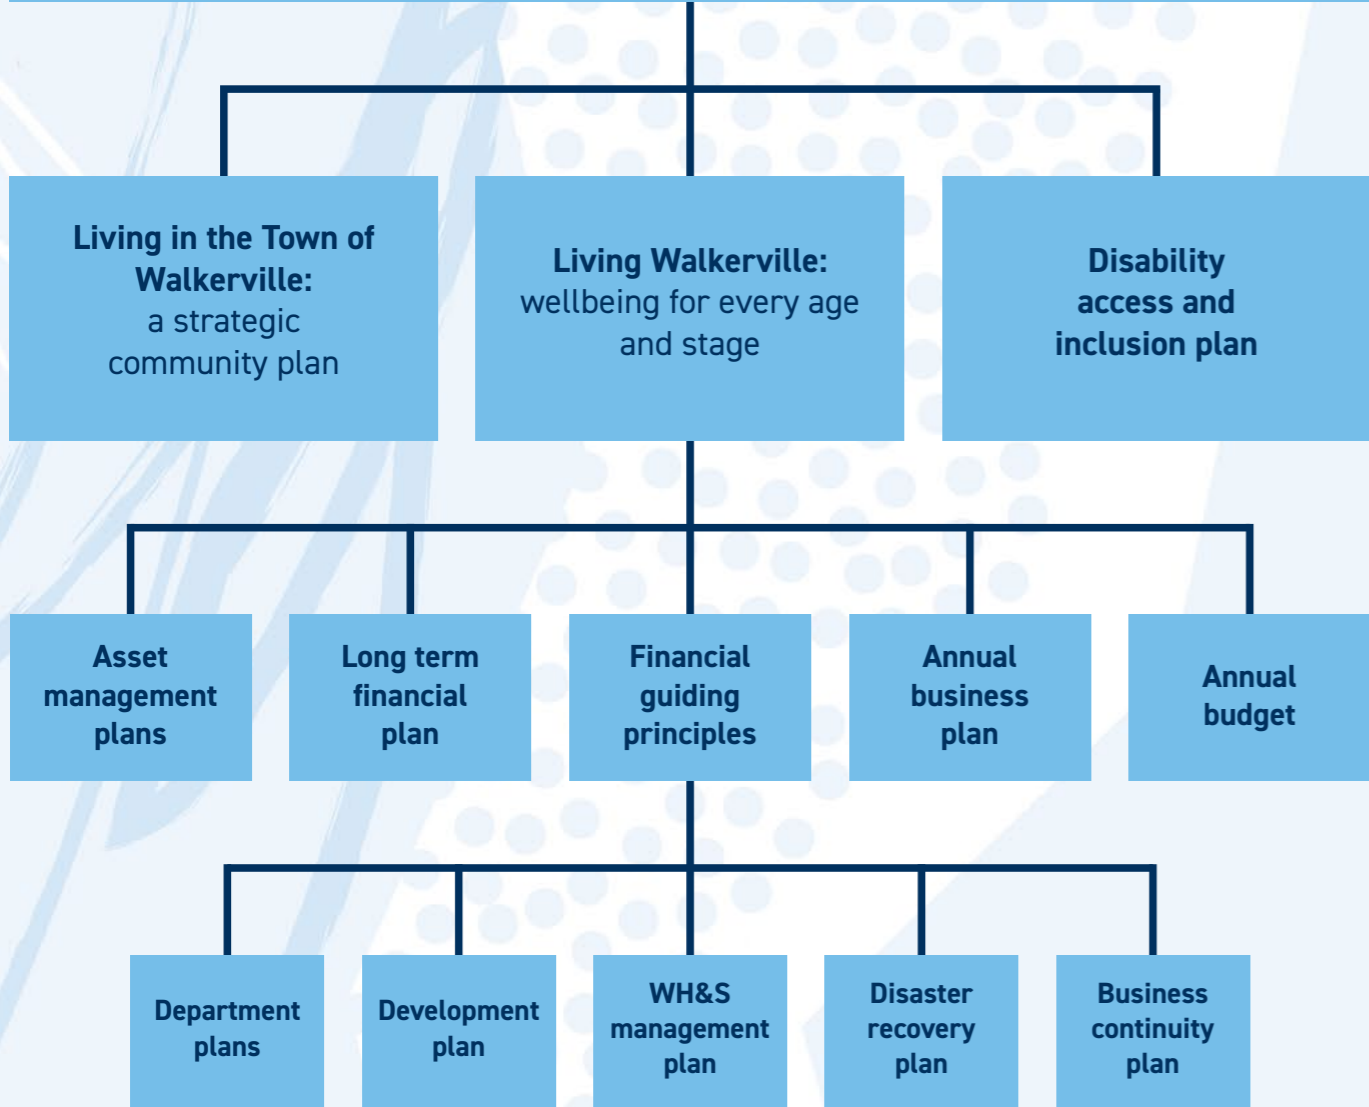 Living in the Town of
Walkerville:
a strategic
community plan
Living Walkerville:
wellbeing for every age
and stage
Disability
access and
inclusion plan
Asset
management
plans
Long term
financial
plan
Financial
guiding
principles
Annual
business
plan
Annual
budget
Department
plans
Development
plan
WH&S
management
plan
Disaster
recovery
plan
Business
continuity
plan